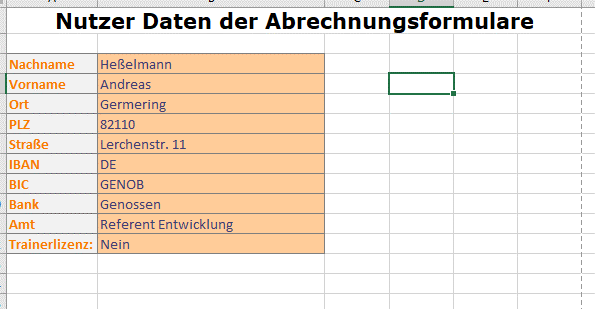 Nutzer Daten der Abrechnungsformulare
Nachname Heßelmann
Vorname Andreas
Ort Germering
PLZ 82110
Straße Lerchenstr. 11
IBAN DE
BIC GENOB
Bank Genossen
Amt Referent Entwicklung
Trainerlizenz: Nein